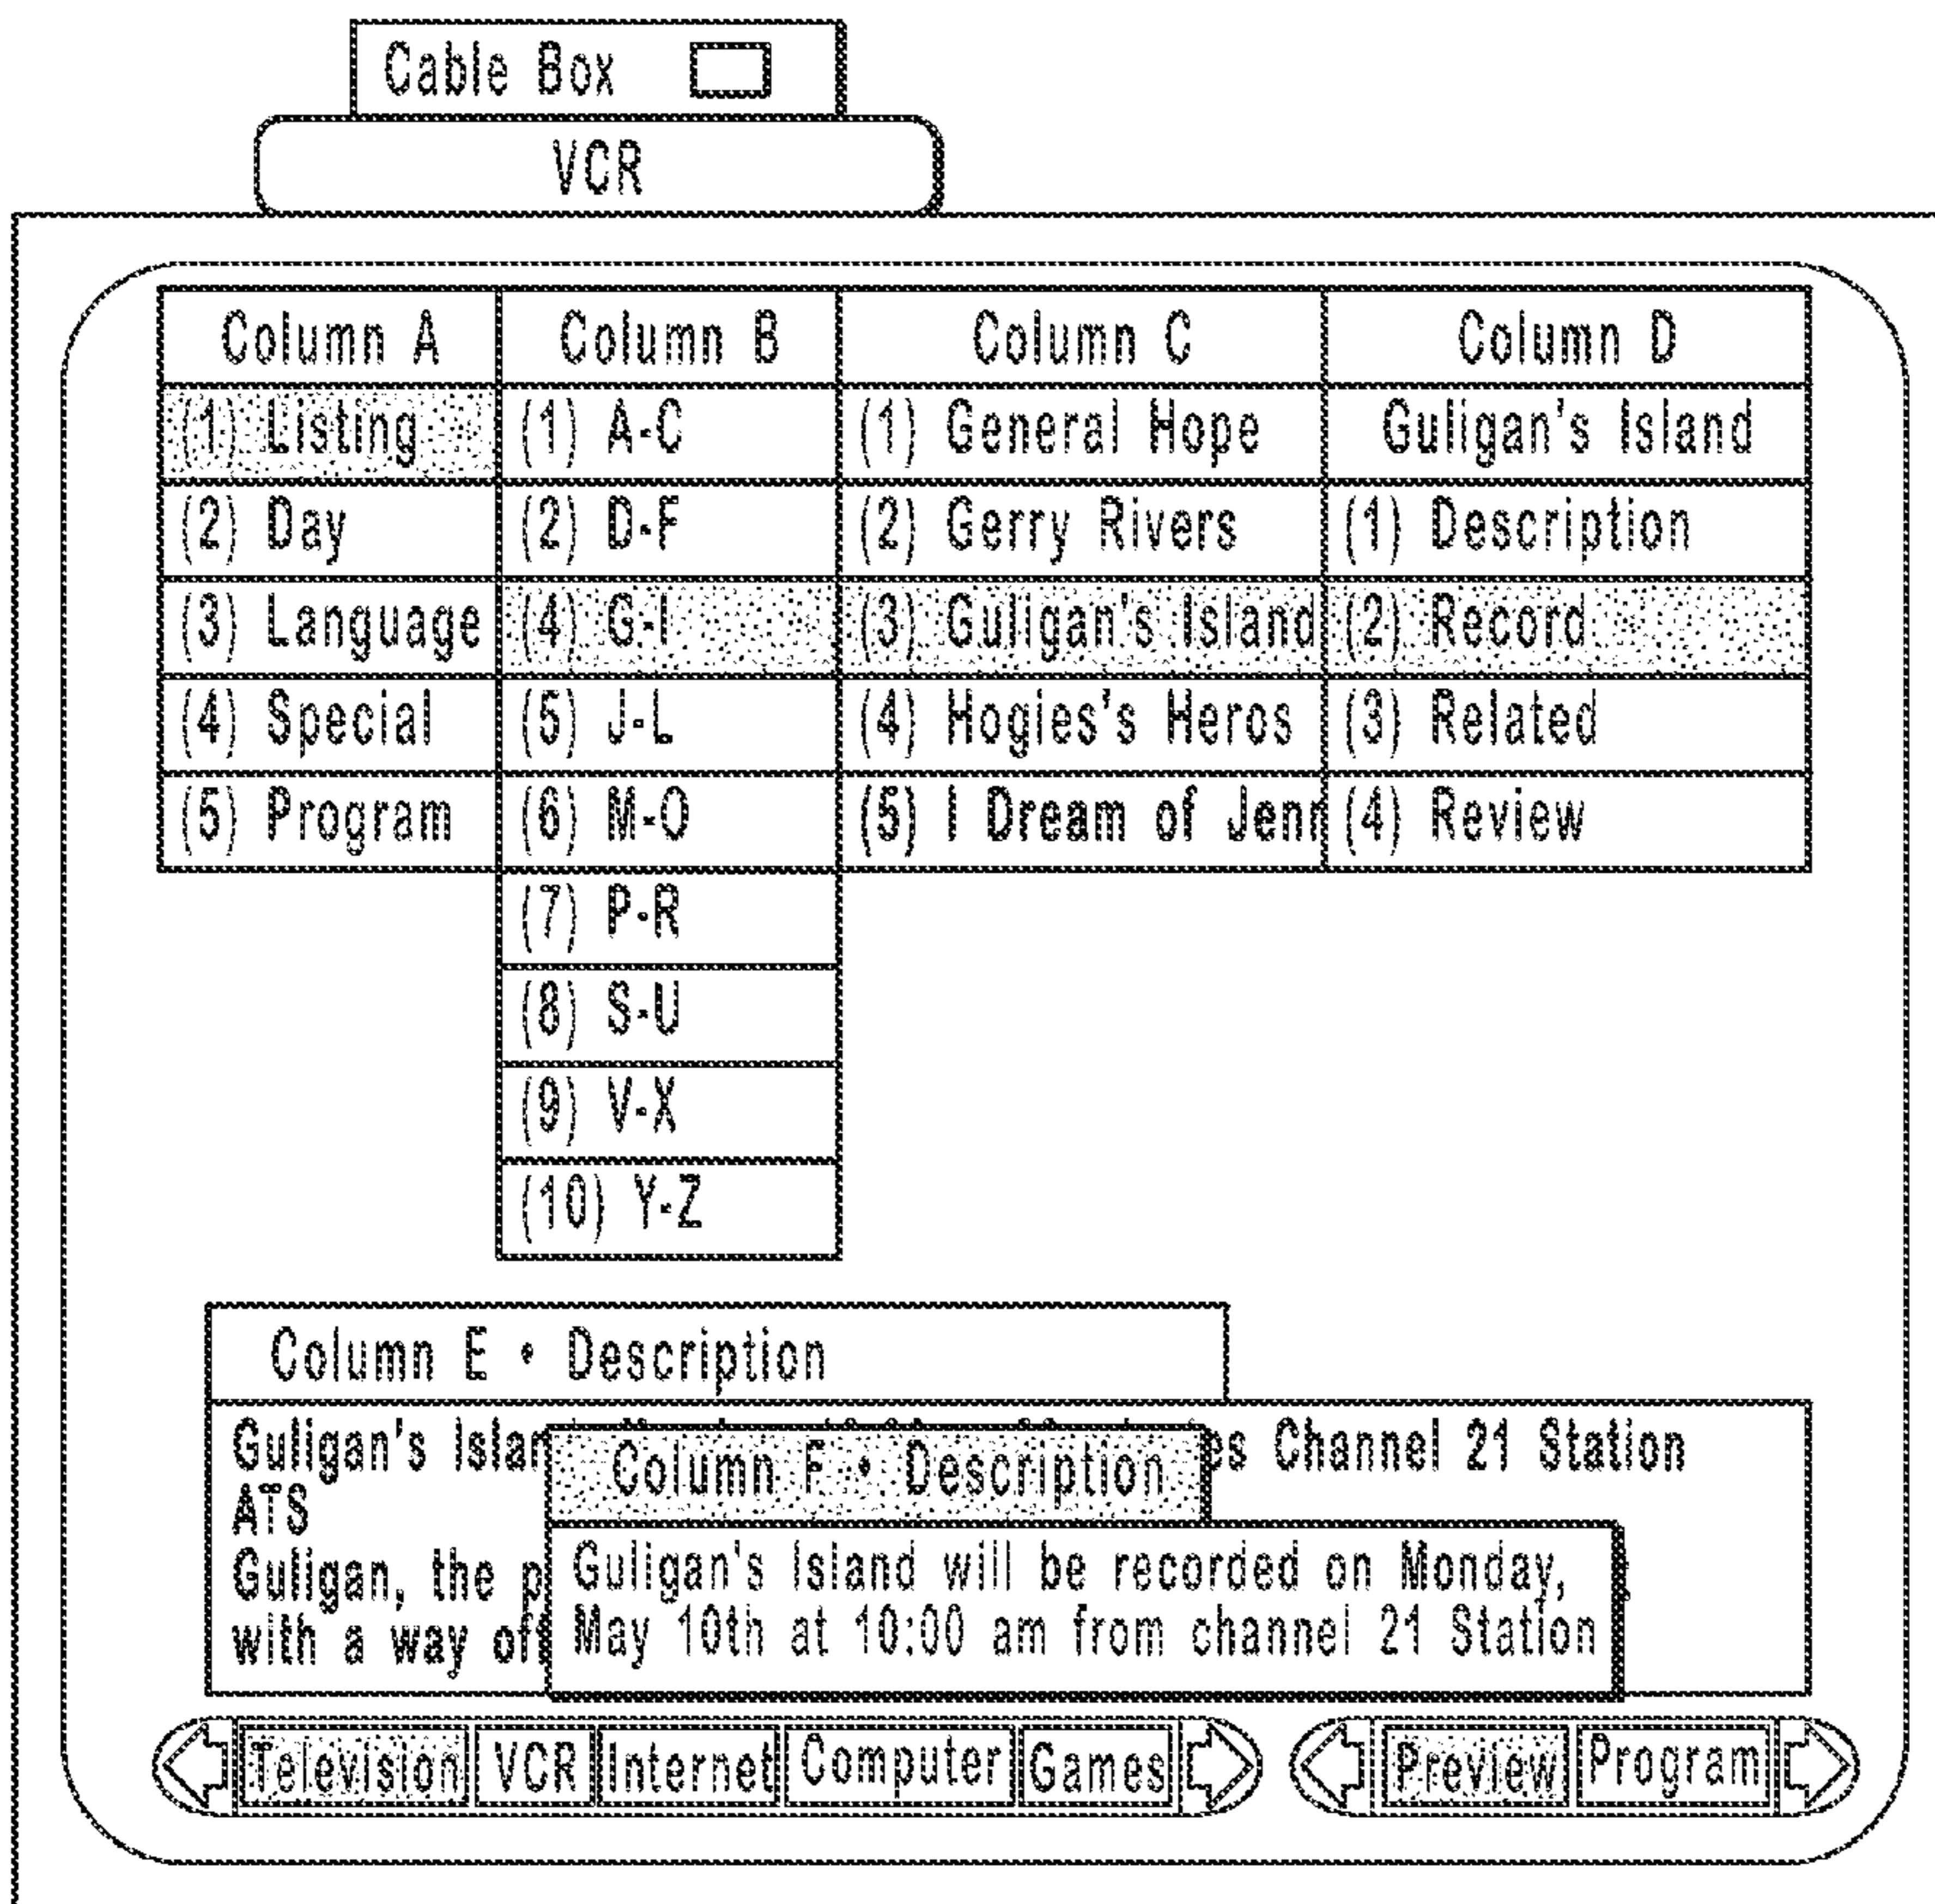 Cable Box
VCR
Column A Column B Column C Column D
(1) Listing (1) A-C (1) General Hope Guligan's Island
(2) Day (2) D-F (2) Gerry Rivers (1) Description
(3) Language (4) G-I (3) Guligan's Island (2) Record
(4) Special (5) J-L (4) Hogies's Heros (3) Related
(5) Program (6) M-O (5) I Dream of Jenn (4) Review
(7) P-R
(8) S-U
(9) V-X
(10) Y-Z
Column E • Description
Guligan's Islan es Channel 21 Station
ATS
Guligan, the p
with a way off
Column F • Description
Guligan's Island will be recorded on Monday,
May 10th at 10:00 am from channel 21 Station
Television VCR Internet Computer Games Preview Program